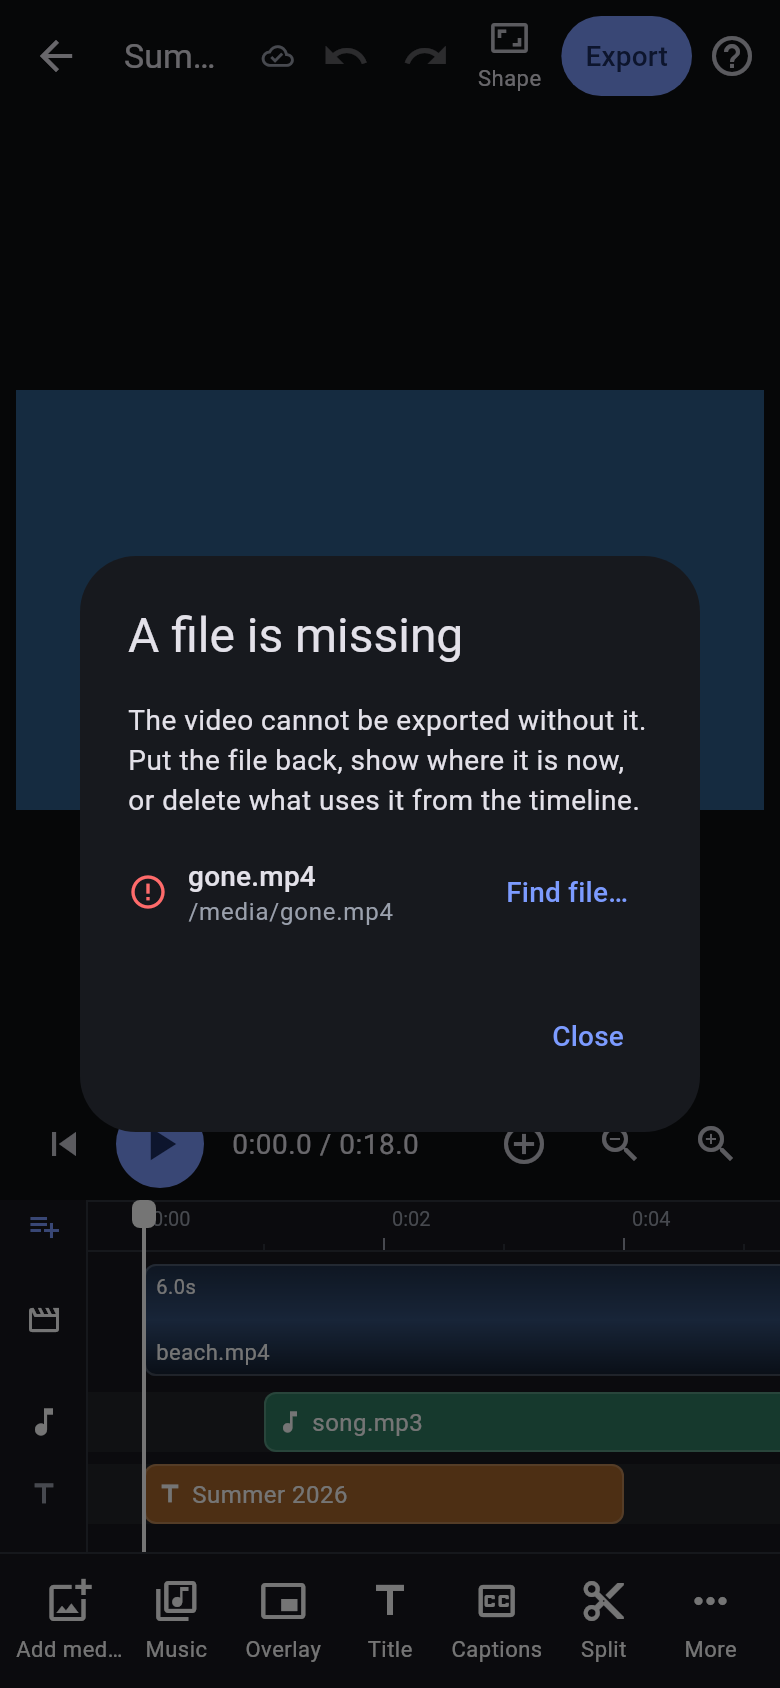 Sum…
Shape
Export
A file is missing
The video cannot be exported without it.
Put the file back, show where it is now,
or delete what uses it from the timeline.
gone.mp4
/media/gone.mp4
Find file…
Close
0:00.0 / 0:18.0
0:00
0:02
0:04
6.0s
beach.mp4
song.mp3
Summer 2026
Add med…
Music
Overlay
Title
Captions
Split
More